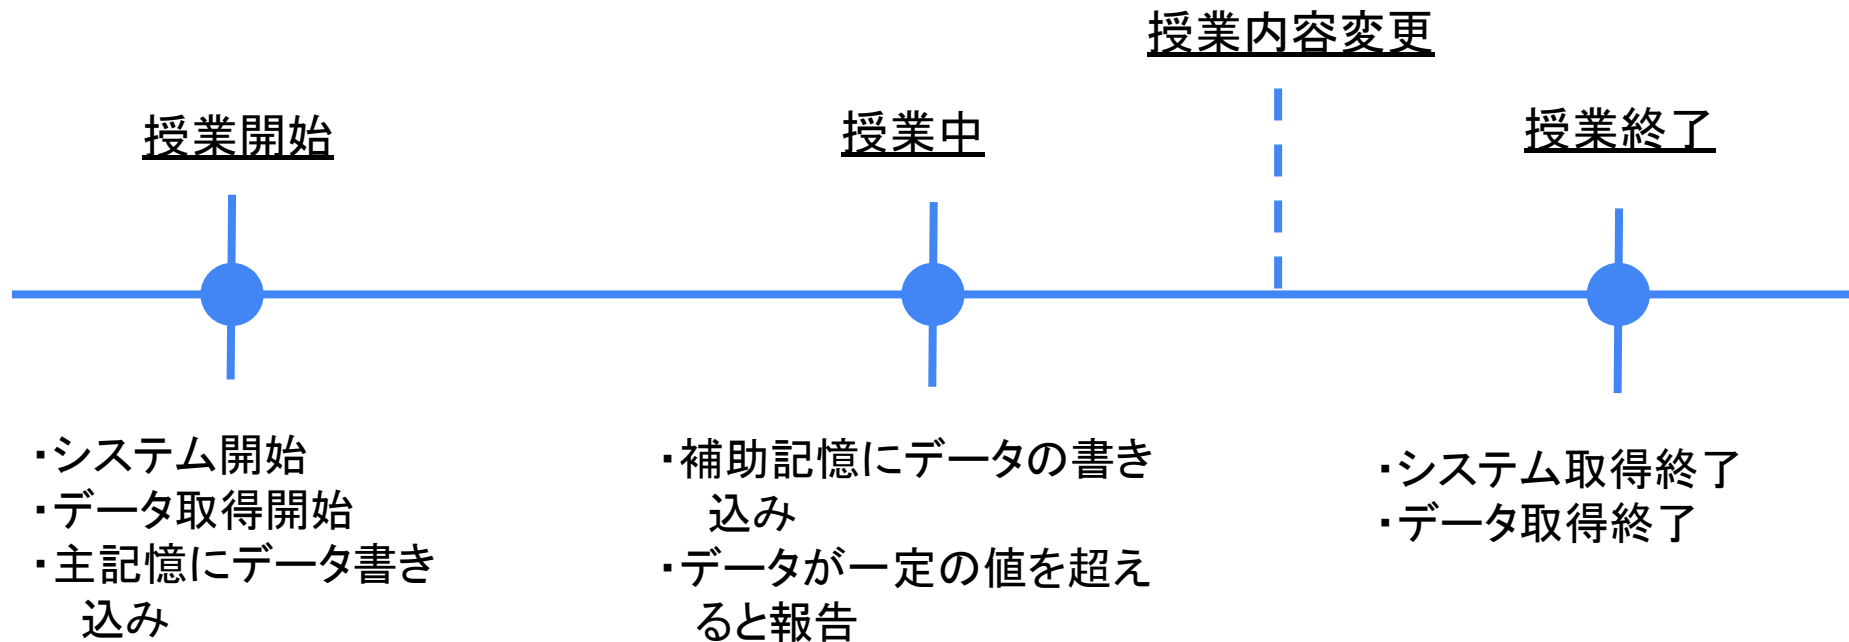 授業内容変更
授業開始
授業中
授業終了
・システム開始
・データ取得開始
・主記憶にデータ書き
込み
・補助記憶にデータの書き
込み
・データが一定の値を超え
ると報告
・システム取得終了
・データ取得終了